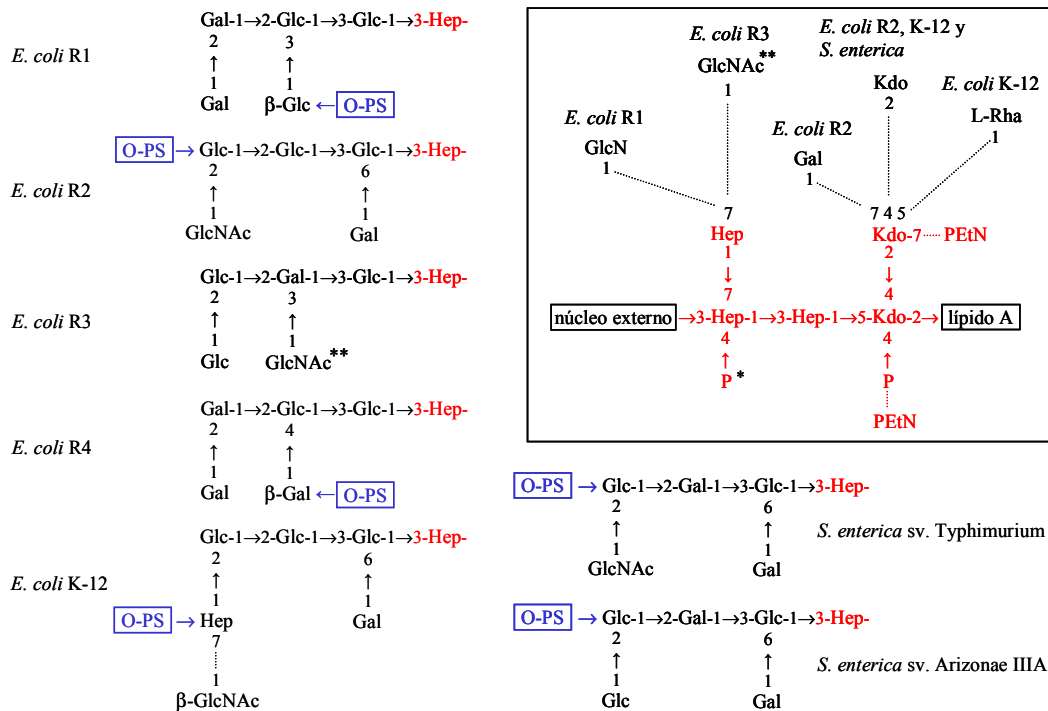 Gal-1→2-Glc-1→3-Glc-1→3-Hep-
2 3
↑ ↑
1 1
Gal β-Glc ← O-PS
E. coli R1
O-PS → Glc-1→2-Glc-1→3-Glc-1→3-Hep-
2 6
↑ ↑
1 1
GlcNAc Gal
E. coli R2
Glc-1→2-Gal-1→3-Glc-1→3-Hep-
2 3
↑ ↑
1 1
Glc GlcNAc**
E. coli R3
Gal-1→2-Glc-1→3-Glc-1→3-Hep-
2 4
↑ ↑
1 1
Gal β-Gal ← O-PS
E. coli R4
Glc-1→2-Glc-1→3-Glc-1→3-Hep-
2 6
↑ ↑
1 1
O-PS → Hep Gal
7
1
β-GlcNAc
E. coli K-12
E. coli R3
GlcNAc**
1
E. coli R2, K-12 y
S. enterica
Kdo
2
E. coli K-12
L-Rha
1
E. coli R1
GlcN
1
E. coli R2
Gal
1
7 7 4 5
Hep Kdo-7 PEtN
1 2
↓ ↓
7 4
núcleo externo →3-Hep-1→3-Hep-1→5-Kdo-2→ lípido A
4 4
↑ ↑
P* P
PEtN
O-PS → Glc-1→2-Gal-1→3-Glc-1→3-Hep-
2 6
↑ ↑
1 1
GlcNAc Gal
S. enterica sv. Typhimurium
O-PS → Glc-1→2-Gal-1→3-Glc-1→3-Hep-
2 6
↑ ↑
1 1
Glc Gal
S. enterica sv. Arizonae IIIA